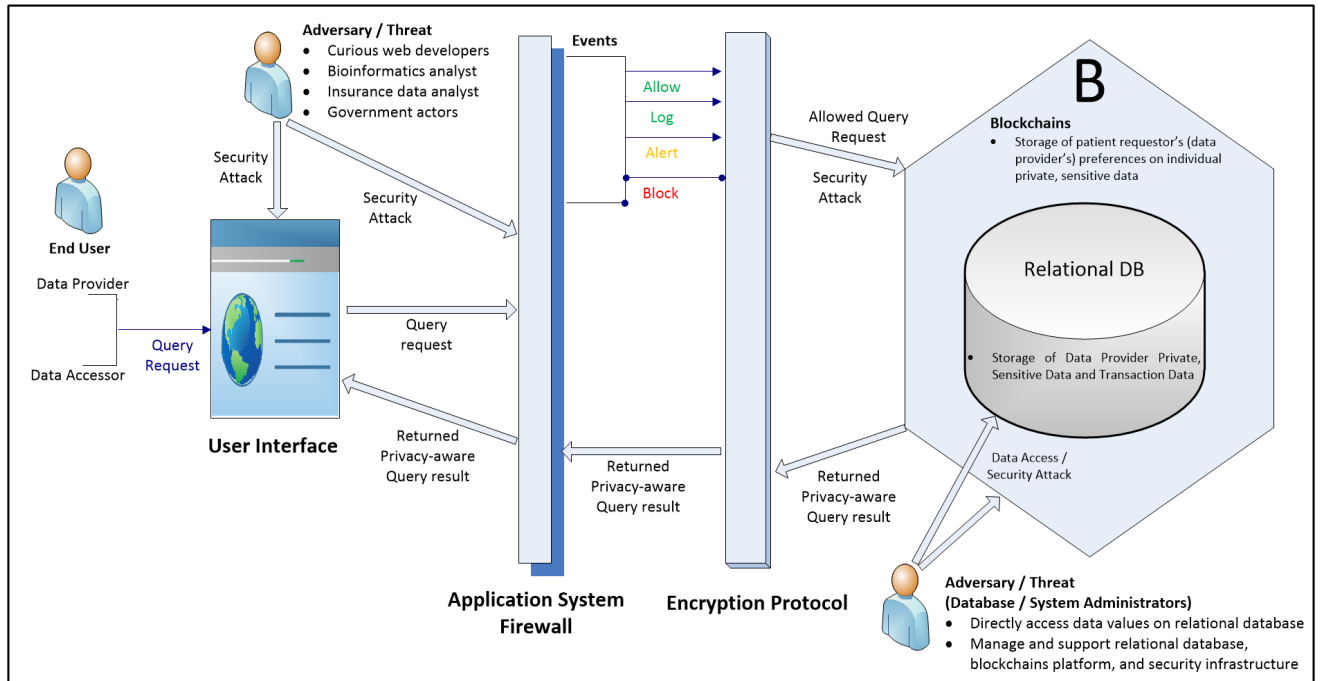 Adversary / Threat
• Curious web developers
• Bioinformatics analyst
• Insurance data analyst
• Government actors
Security
Attack
Security
Attack
End User
Data Provider
Data Accessor
Query
Request
User Interface
Query
request
Returned
Privacy-aware
Query result
Application System
Firewall
Events
Allow
Log
Alert
Block
Returned
Privacy-aware
Query result
Encryption Protocol
Allowed Query
Request
Security
Attack
Returned
Privacy-aware
Query result
B
Blockchains
• Storage of patient requestor's (data
provider's) preferences on individual
private, sensitive data
Relational DB
• Storage of Data Provider Private,
Sensitive Data and Transaction Data
Data Access /
Security Attack
Adversary / Threat
(Database / System Administrators)
• Directly access data values on relational database
• Manage and support relational database,
blockchains platform, and security infrastructure